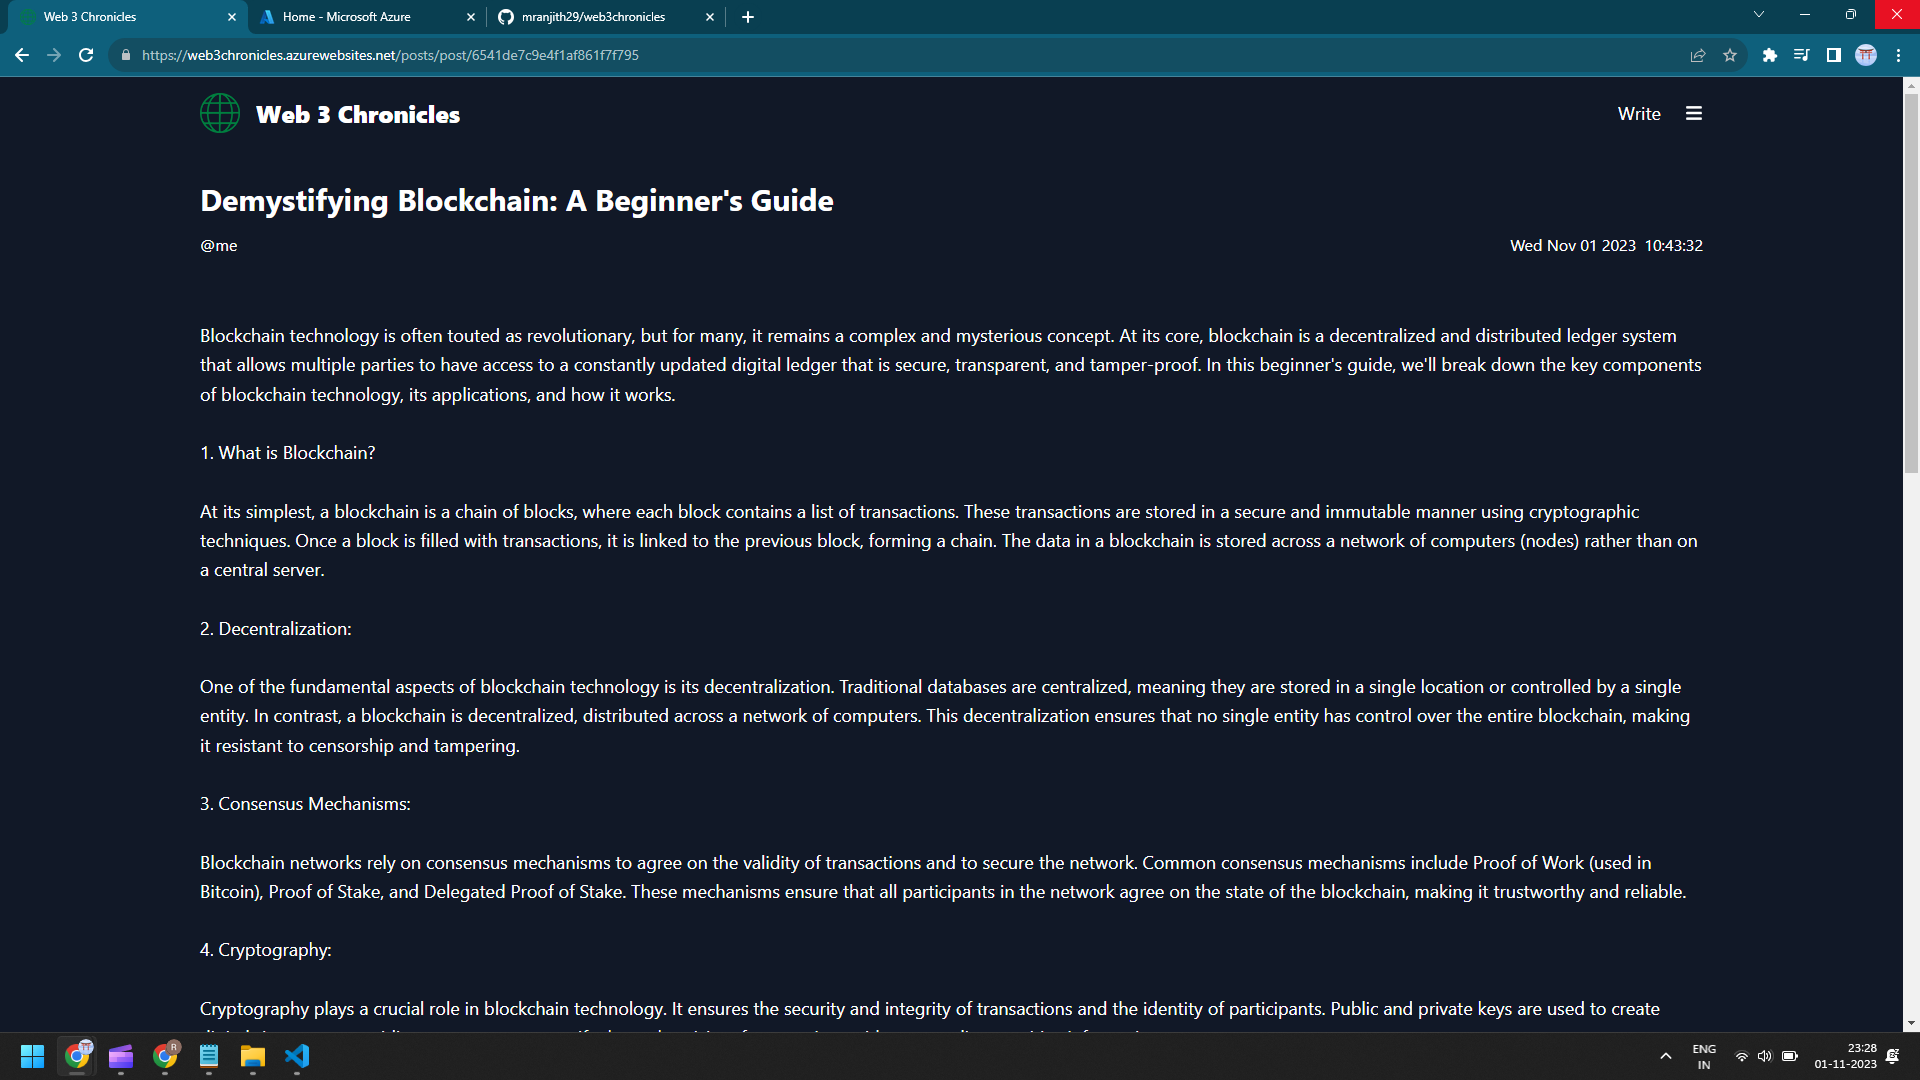 Web 3 Chronicles
Home - Microsoft Azure
mranjith29/web3chronicles
https://web3chronicles.azurewebsites.net/posts/post/6541de7c9e4f1af861f7f795
Web 3 Chronicles
Write
Demystifying Blockchain: A Beginner's Guide
@me
Wed Nov 01 2023 10:43:32
Blockchain technology is often touted as revolutionary, but for many, it remains a complex and mysterious concept. At its core, blockchain is a decentralized and distributed ledger system
that allows multiple parties to have access to a constantly updated digital ledger that is secure, transparent, and tamper-proof. In this beginner's guide, we'll break down the key components
of blockchain technology, its applications, and how it works.
1. What is Blockchain?
At its simplest, a blockchain is a chain of blocks, where each block contains a list of transactions. These transactions are stored in a secure and immutable manner using cryptographic
techniques. Once a block is filled with transactions, it is linked to the previous block, forming a chain. The data in a blockchain is stored across a network of computers (nodes) rather than on
a central server.
2. Decentralization:
One of the fundamental aspects of blockchain technology is its decentralization. Traditional databases are centralized, meaning they are stored in a single location or controlled by a single
entity. In contrast, a blockchain is decentralized, distributed across a network of computers. This decentralization ensures that no single entity has control over the entire blockchain, making
it resistant to censorship and tampering.
3. Consensus Mechanisms:
Blockchain networks rely on consensus mechanisms to agree on the validity of transactions and to secure the network. Common consensus mechanisms include Proof of Work (used in
Bitcoin), Proof of Stake, and Delegated Proof of Stake. These mechanisms ensure that all participants in the network agree on the state of the blockchain, making it trustworthy and reliable.
4. Cryptography:
Cryptography plays a crucial role in blockchain technology. It ensures the security and integrity of transactions and the identity of participants. Public and private keys are used to create
R
ENG
IN
23:28
01-11-2023